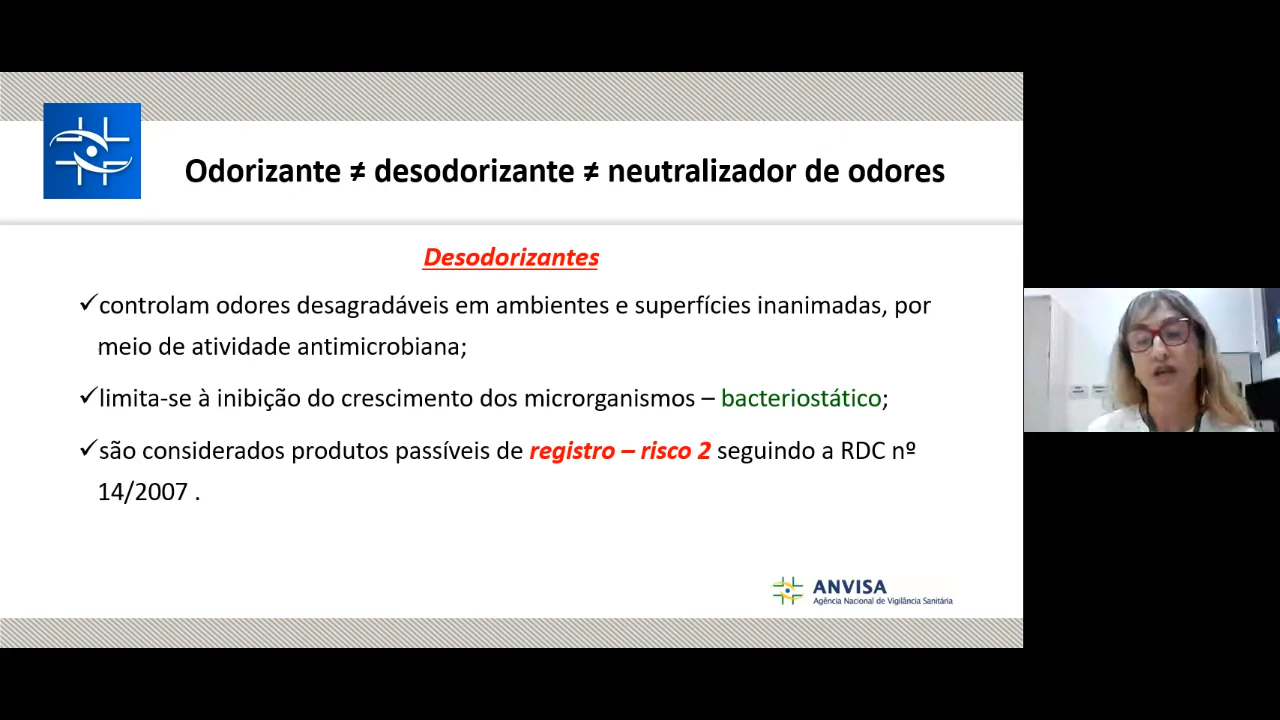 Odorizante ≠ desodorizante ≠ neutralizador de odores
Desodorizantes
✓controlam odores desagradáveis em ambientes e superfícies inanimadas, por
meio de atividade antimicrobiana;
✓limita-se à inibição do crescimento dos microrganismos – bacteriostático;
✓são considerados produtos passíveis de registro – risco 2 seguindo a RDC nº
14/2007 .
ANVISA
Agência Nacional de Vigilância Sanitária